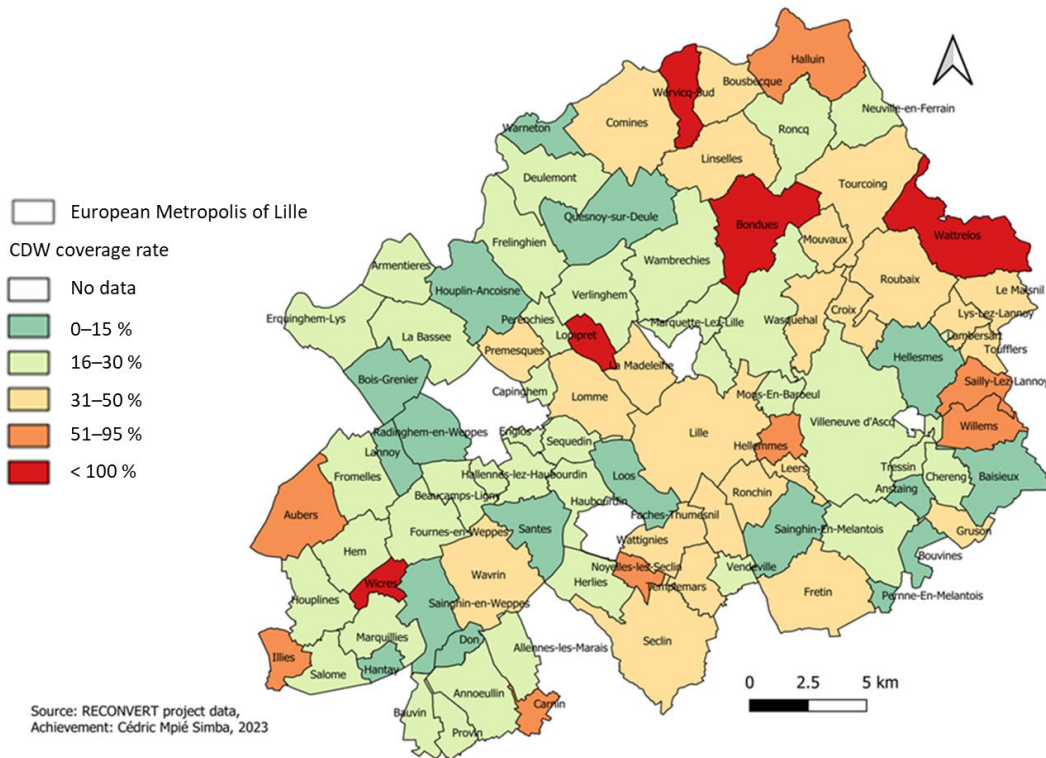 Halluin
Bousbecque
Wervicq-Sud
Neuville-en-Ferrain
Comines
Roncq
Warneton
Linselles
Deulemont
Tourcoing
European Metropolis of Lille
Quesnoy-sur-Deule
Bondues
Wattrelos
CDW coverage rate
Frelinghien
Mouvaux
Armentieres
Wambrechies
Roubaix
No data
Houplin-Ancoisne
Verlinghem
Le Maisnil
0–15 %
Erquinghem-Lys
Perenchies
Marquette-Lez-Lille
Wasquehal
Croix
Lys-Lez-Lannoy
La Bassee
Lompret
Lambersart
16–30 %
Premesques
Hellesmes
Toufflers
La Madeleine
Bois-Grenier
Sailly-Lez-Lannoy
31–50 %
Capinghem
Lomme
Mons-En-Baroeul
Villeneuve d'Ascq
Willems
51–95 %
Radinghem-en-Weppes
Englos
Sequedin
Lille
Hellemmes
Lannoy
< 100 %
Fromelles
Hallennes-lez-Haubourdin
Loos
Leers
Tressin
Chereng
Baisieux
Beaucamps-Ligny
Ronchin
Anstaing
Aubers
Haubourdin
Faches-Thumesnil
Fournes-en-Weppes
Santes
Sainghin-En-Melantois
Gruson
Hem
Wattignies
Bouvines
Wicres
Wavrin
Noyelles-lez-Seclin
Vendeville
Houplines
Herlies
Templemars
Fretin
Peronne-En-Melantois
Sainghin-en-Weppes
Marquillies
Don
Seclin
Allennes-les-Marais
Illies
Salome
Hantay
0 2.5 5 km
Annoeullin
Carnin
Bauvin
Provin
Source: RECONVERT project data,
Achievement: Cédric Mpié Simba, 2023